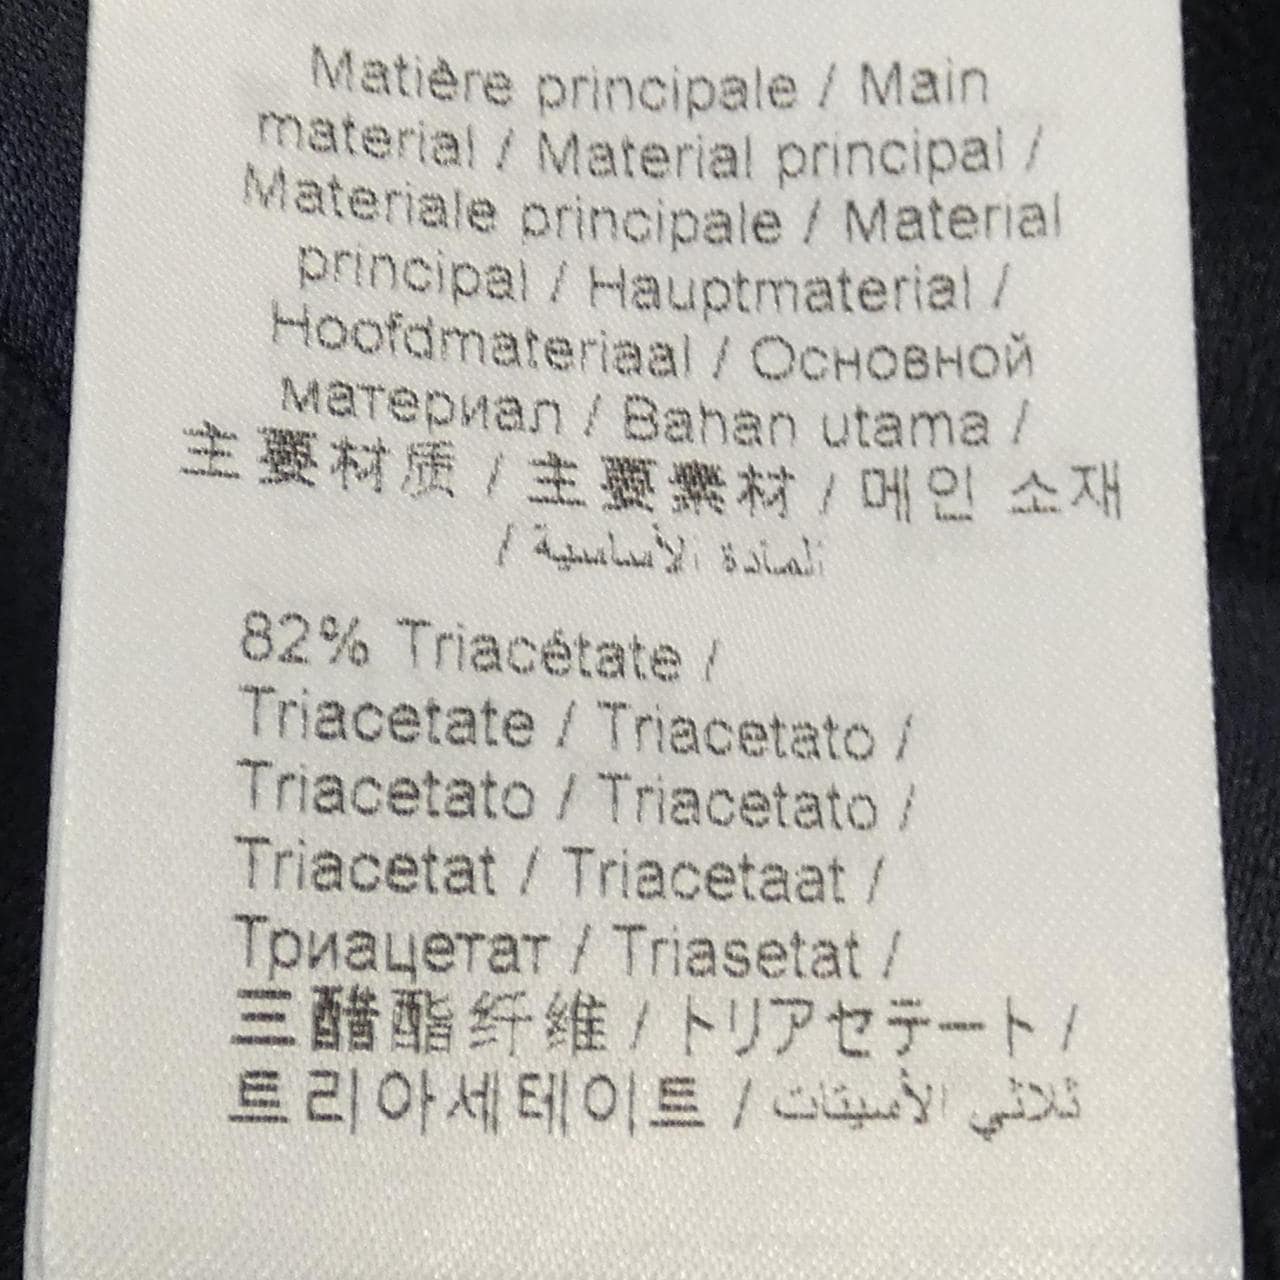 Matière principale / Main
material / Material principal /
Materiale principale / Material
principal / Hauptmaterial /
Hoofdmateriaal / Основной
материал / Bahan utama /
主要材质 / 主要素材 / 메인 소재
/ المادة الأساسية
82% Triacétate /
Triacetate / Triacetato /
Triacetato / Triacetato /
Triacetat / Triacetaat /
Триацетат / Triasetat /
三醋酯纤维 / トリアセテート /
트리아세테이트 / ثلاثي الأسيتات